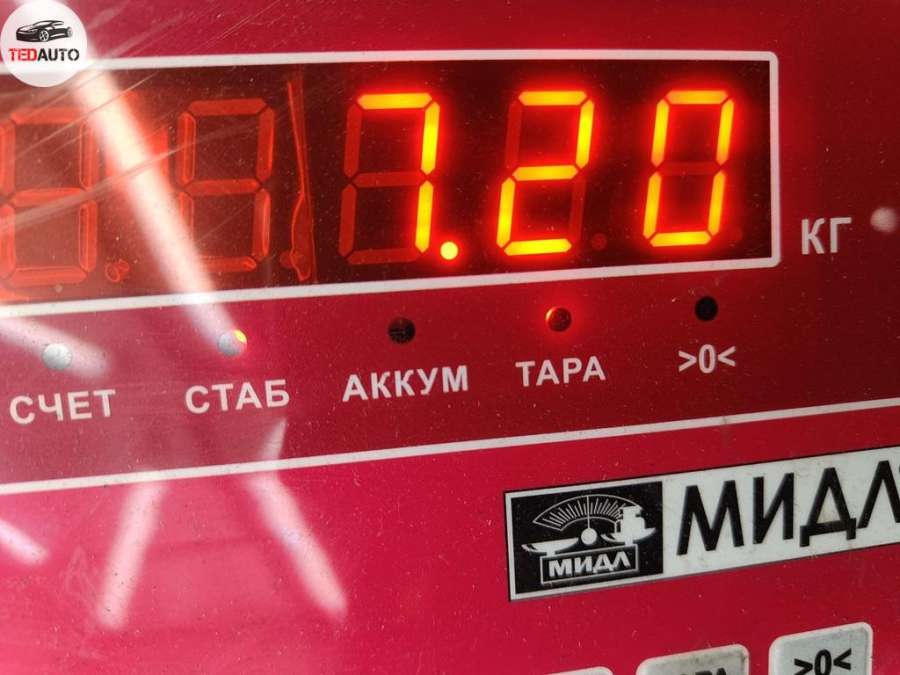 TEDAUTO
7.20
КГ
СЧЕТ СТАБ АККУМ ТАРА >0<
МИДЛ МИДЛ
>0<